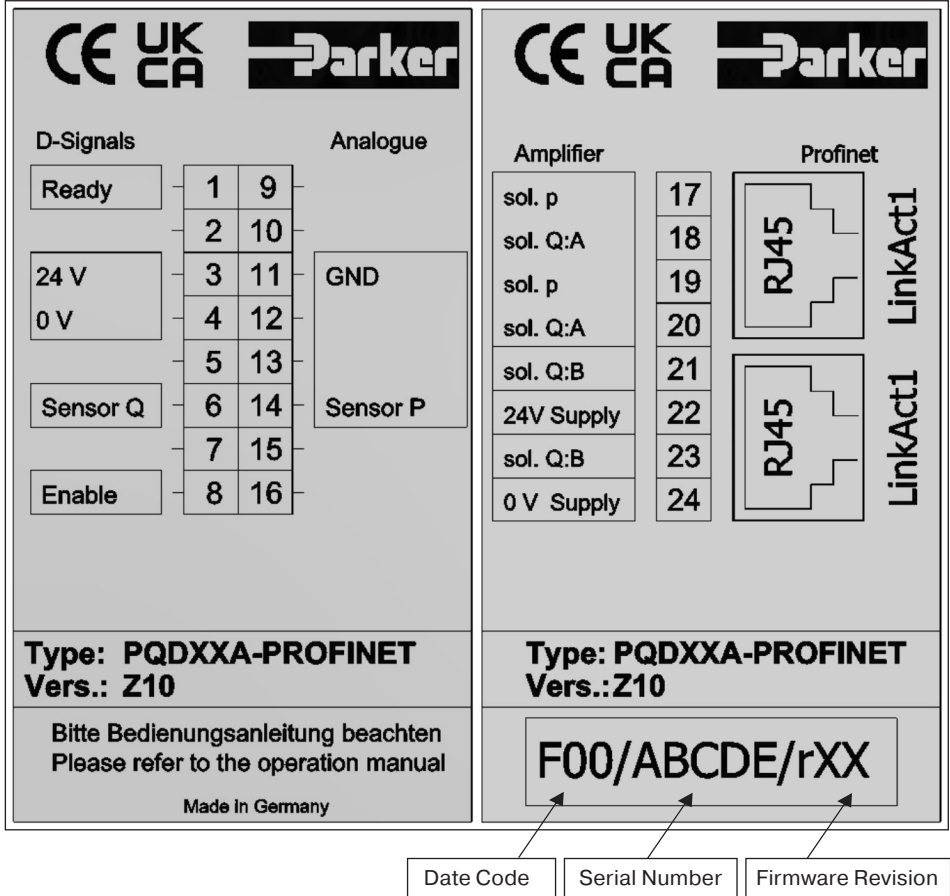 CE UK CA Parker
D-Signals Analogue
Ready 1 9
2 10
24 V 3 11 GND
0 V 4 12
5 13
Sensor Q 6 14 Sensor P
7 15
Enable 8 16
Type: PQDXXA-PROFINET
Vers.: Z10
Bitte Bedienungsanleitung beachten
Please refer to the operation manual
Made in Germany
CE UK CA Parker
Amplifier Profinet
sol. p 17
sol. Q:A 18
sol. p 19
sol. Q:A 20
sol. Q:B 21
24V Supply 22
sol. Q:B 23
0 V Supply 24
RJ45 LinkAct1
RJ45 LinkAct1
Type: PQDXXA-PROFINET
Vers.:Z10
F00/ABCDE/rXX
Date Code Serial Number Firmware Revision